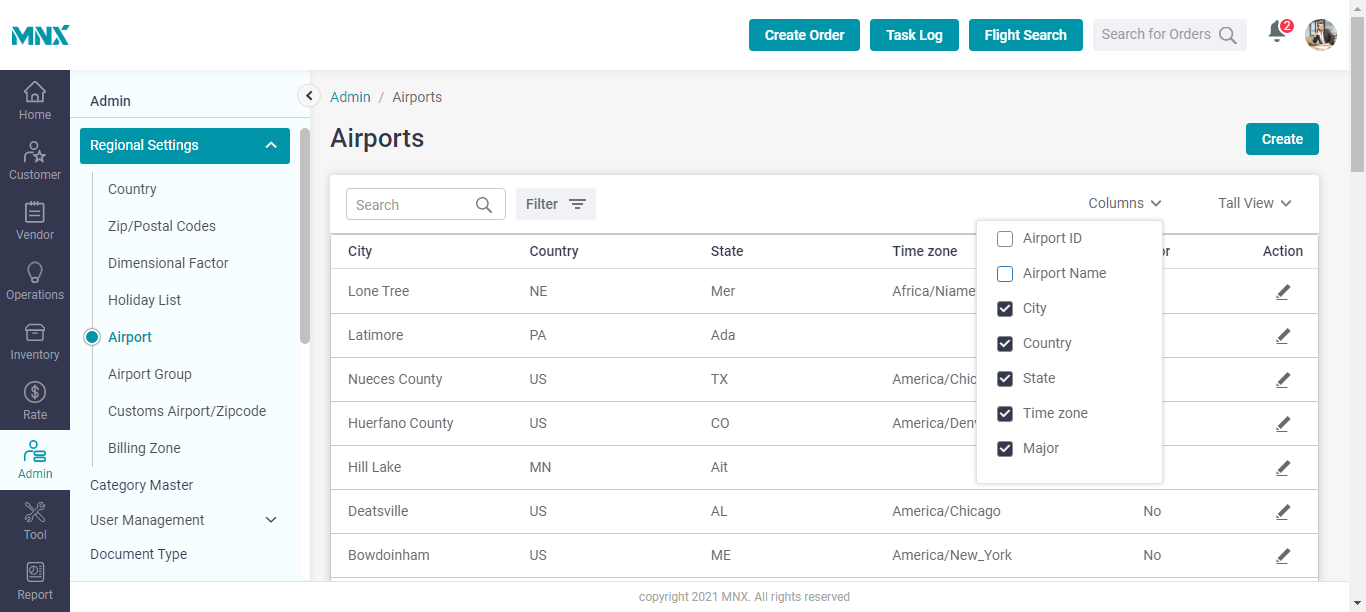 MNX
Create Order
Task Log
Flight Search
Search for Orders
2
Home
Customer
Vendor
Operations
Inventory
Rate
Admin
Tool
Report
Admin
Regional Settings
Country
Zip/Postal Codes
Dimensional Factor
Holiday List
Airport
Airport Group
Customs Airport/Zipcode
Billing Zone
Category Master
User Management
Document Type
Admin / Airports
Airports
Create
Search
Filter
Columns
Tall View
Airport ID
Airport Name
City
Country
State
Time zone
Major
City Country State Time zone Action
Lone Tree NE Mer Africa/Niame
Latimore PA Ada
Nueces County US TX America/Chic
Huerfano County US CO America/Den
Hill Lake MN Ait
Deatsville US AL America/Chicago No
Bowdoinham US ME America/New_York No
copyright 2021 MNX. All rights reserved